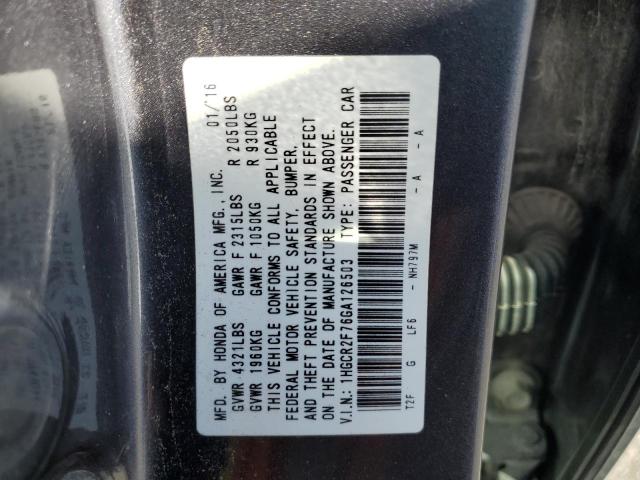 MFD. BY HONDA OF AMERICA MFG., INC. 01/'16
GVWR 4321LBS GAWR F 2315LBS R 2050LBS
GVWR 1960KG GAWR F 1050KG R 930KG
THIS VEHICLE CONFORMS TO ALL APPLICABLE
FEDERAL MOTOR VEHICLE SAFETY, BUMPER,
AND THEFT PREVENTION STANDARDS IN EFFECT
ON THE DATE OF MANUFACTURE SHOWN ABOVE.
V.I.N.: 1HGCR2F76GA126503 TYPE: PASSENGER CAR
T2F G LF6 - NH797M - A - A